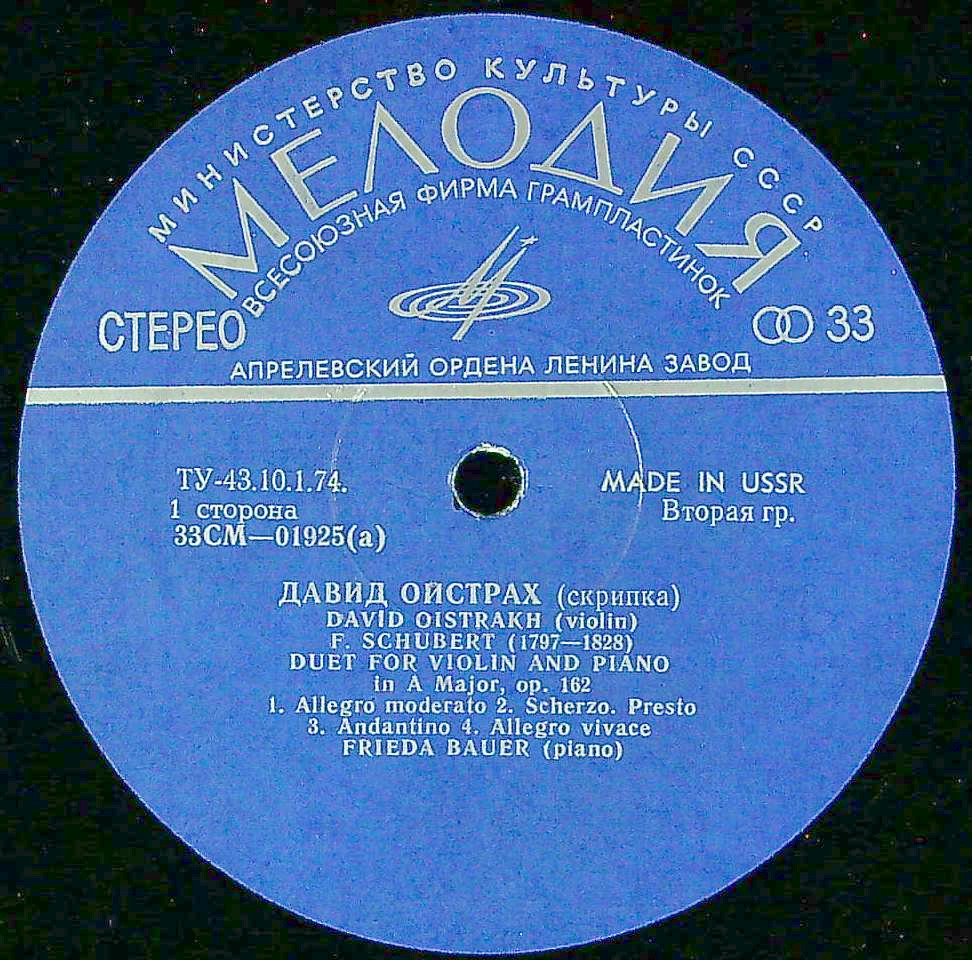 МИНИСТЕРСТВО КУЛЬТУРЫ СССР
МЕЛОДИЯ
ВСЕСОЮЗНАЯ ФИРМА ГРАМПЛАСТИНОК
СТЕРЕО
33
АПРЕЛЕВСКИЙ ОРДЕНА ЛЕНИНА ЗАВОД
ТУ-43.10.1.74.
MADE IN USSR
1 сторона
Вторая гр.
33СМ—01925(а)
ДАВИД ОЙСТРАХ (скрипка)
DAVID OISTRAKH (violin)
F. SCHUBERT (1797—1828)
DUET FOR VIOLIN AND PIANO
in A Major, op. 162
1. Allegro moderato 2. Scherzo. Presto
3. Andantino 4. Allegro vivace
FRIEDA BAUER (piano)